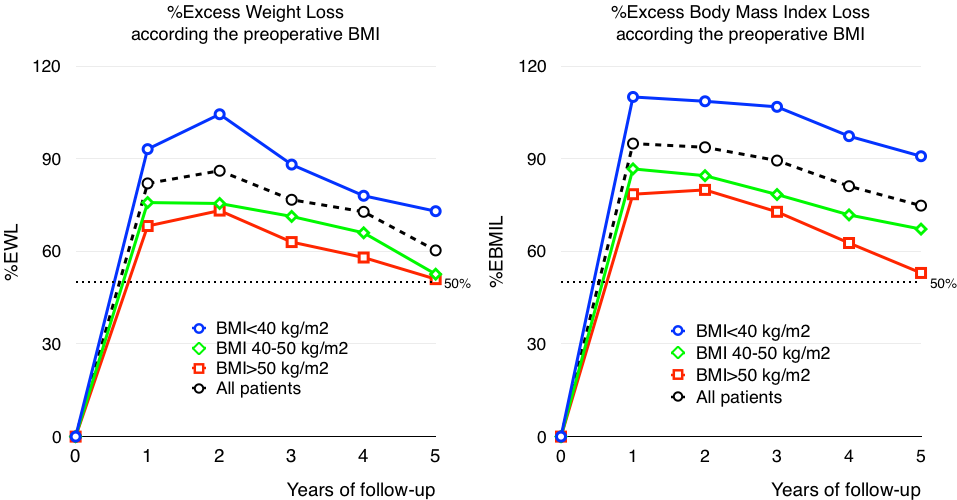 %Excess Weight Loss
according the preoperative BMI
120
90
60
30
0
%EWL
50%
BMI<40 kg/m2
BMI 40-50 kg/m2
BMI>50 kg/m2
All patients
0 1 2 3 4 5
Years of follow-up
%Excess Body Mass Index Loss
according the preoperative BMI
120
90
60
30
0
%EBMIL
50%
BMI<40 kg/m2
BMI 40-50 kg/m2
BMI>50 kg/m2
All patients
0 1 2 3 4 5
Years of follow-up